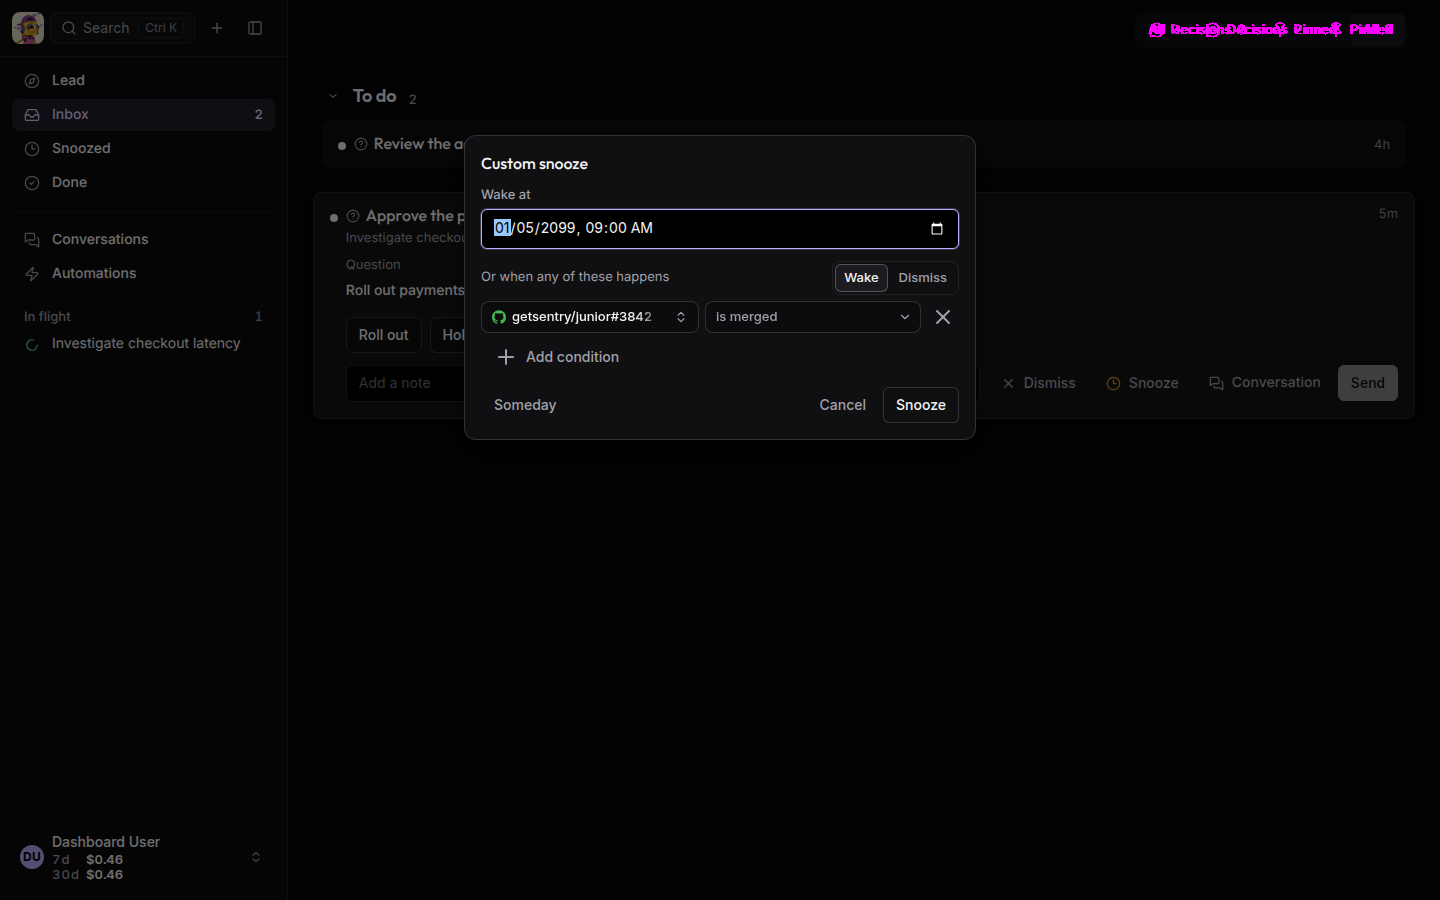 Search Ctrl K
Lead
Inbox 2
Snoozed
Done
Conversations
Automations
In flight 1
Investigate checkout latency
Dashboard User
7d $0.46
30d $0.46
DU
To do 2
Review the a
4h
Approve the p
5m
Investigate checkou
Question
Roll out payments
Roll out
Hol
Add a note
Dismiss
Snooze
Conversation
Send
Custom snooze
Wake at
01/05/2099, 09:00 AM
Or when any of these happens
Wake
Dismiss
getsentry/junior#3842
is merged
Add condition
Someday
Cancel
Snooze